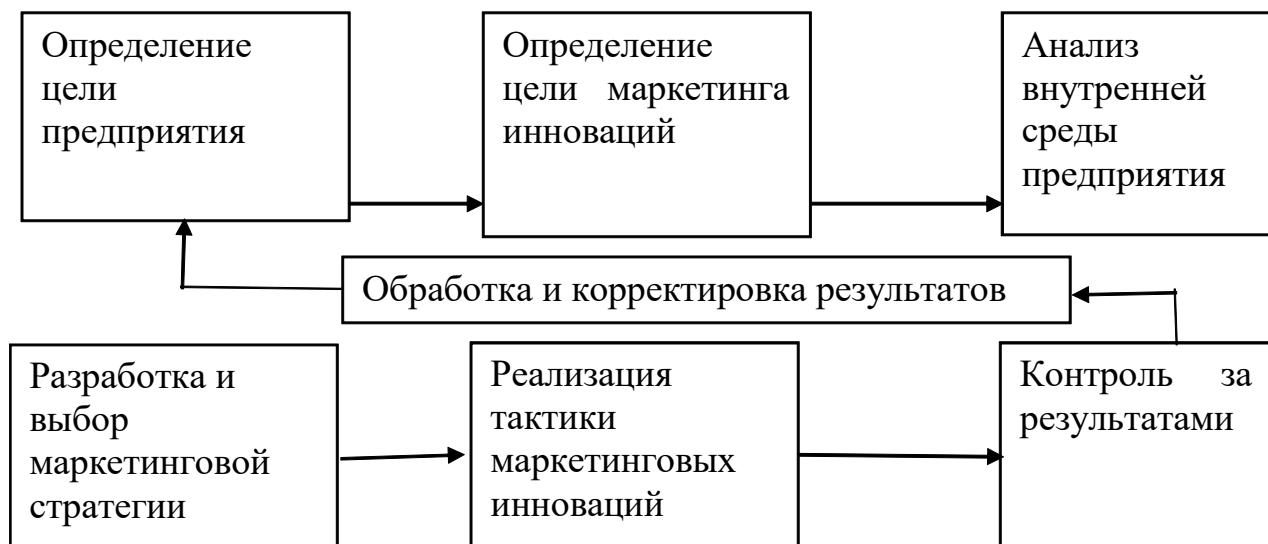 Определение
цели
предприятия
Определение
цели маркетинга
инноваций
Анализ
внутренней
среды
предприятия
Обработка и корректировка результатов
Разработка и
выбор
маркетинговой
стратегии
Реализация
тактики
маркетинговых
инноваций
Контроль за
результатами